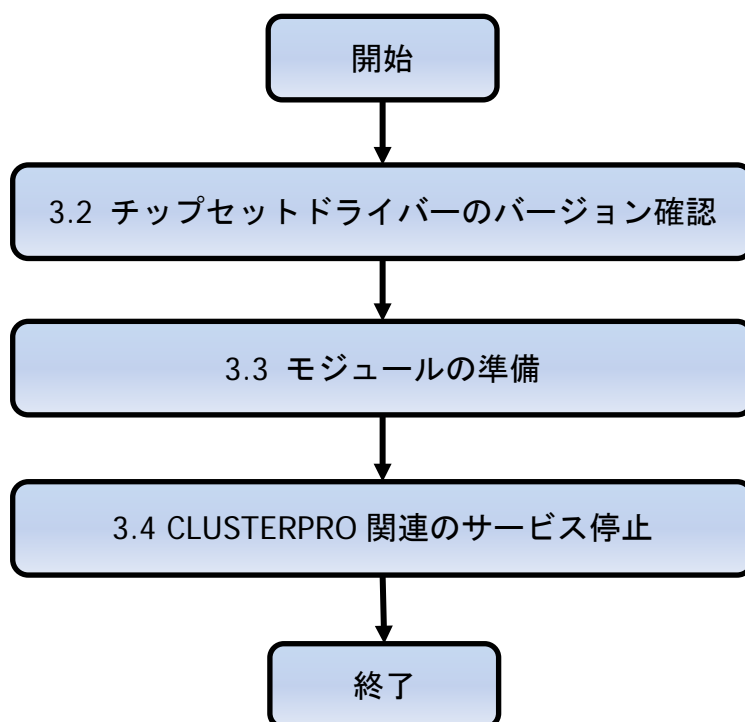 開始
3.2 チップセットドライバーのバージョン確認
3.3 モジュールの準備
3.4 CLUSTERPRO 関連のサービス停止
終了